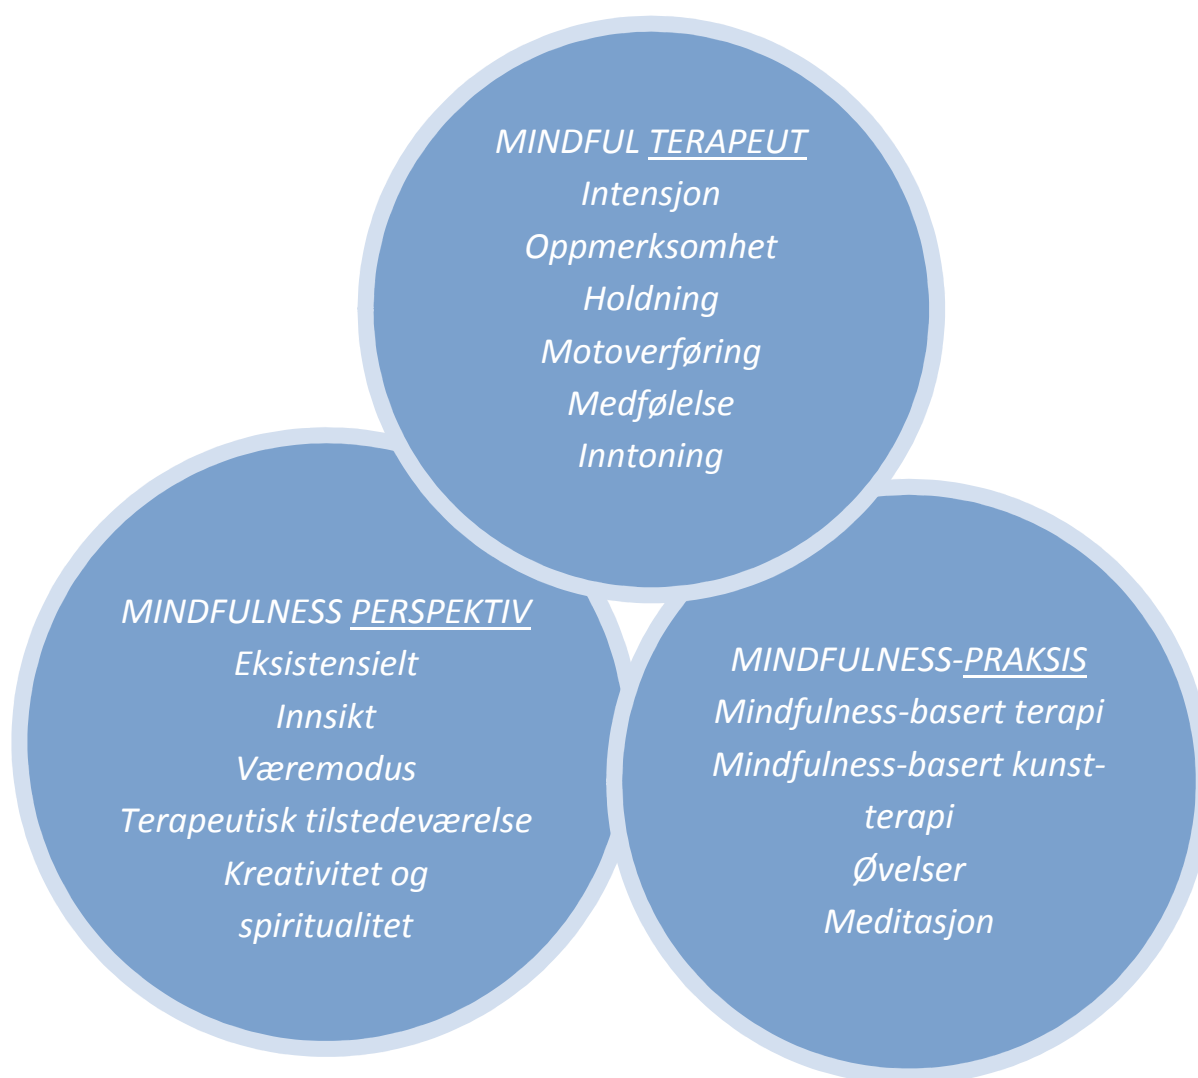 MINDFUL TERAPEUT
Intensjon
Oppmerksomhet
Holdning
Motoverføring
Medfølelse
Inntoning
MINDFULNESS PERSPEKTIV
Eksistensielt
Innsikt
Væremodus
Terapeutisk tilstedeværelse
Kreativitet og
spiritualitet
MINDFULNESS-PRAKSIS
Mindfulness-basert terapi
Mindfulness-basert kunst-
terapi
Øvelser
Meditasjon